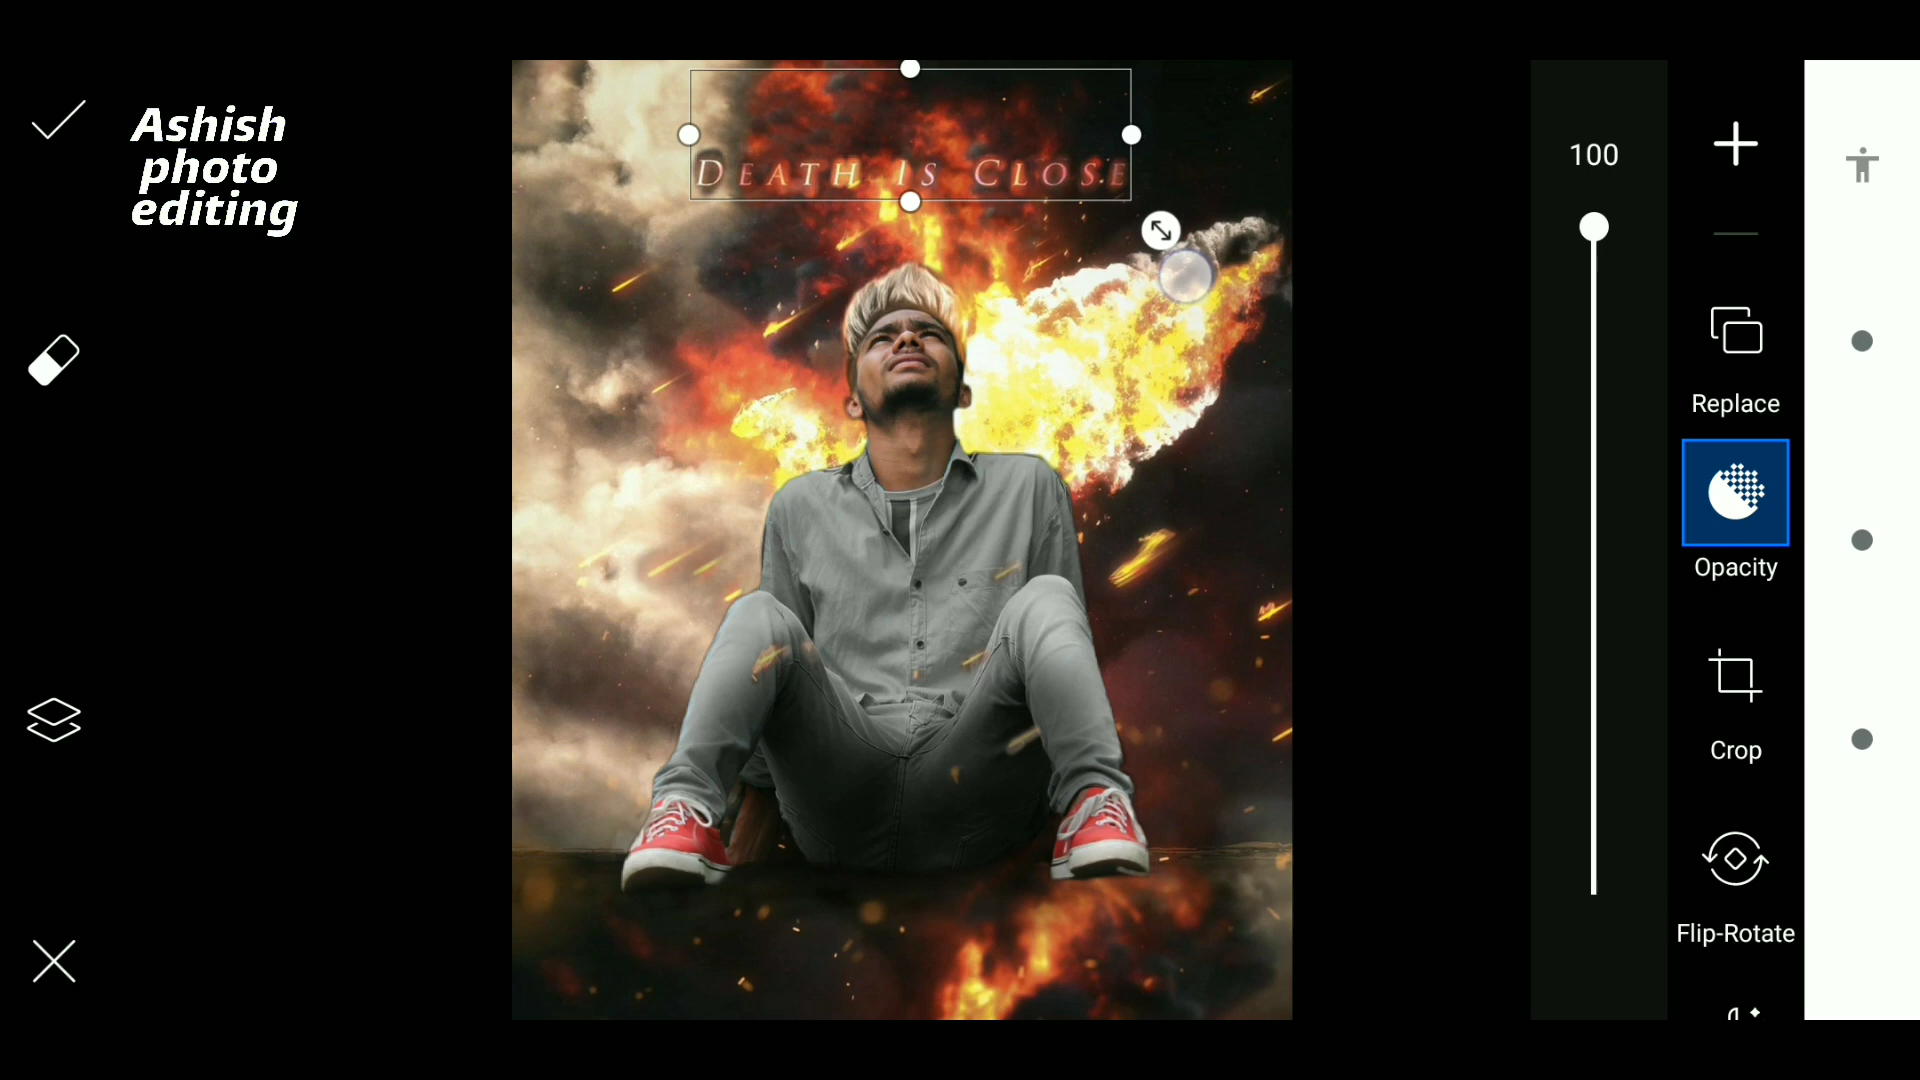 Ashish
photo
editing
DEATH IS CLOSE
100
Replace
Opacity
Crop
Flip-Rotate